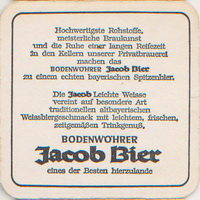 Hochwertigste Rohstoffe,
meisterliche Braukunst
und die Ruhe einer langen Reifezeit
in den Kellern unserer Privatbrauerei
machen das
BODENWÖHRER Jacob Bier
zu einem echten bayerischen Spitzenbier.
Die Jacob Leichte Weisse
vereint auf besondere Art
traditionellen altbayerischen
Weissbiergeschmack mit leichtem, frischen,
zeitgemäßen Trinkgenuß,
BODENWÖHRER
Jacob Bier
eines der Besten hierzulande